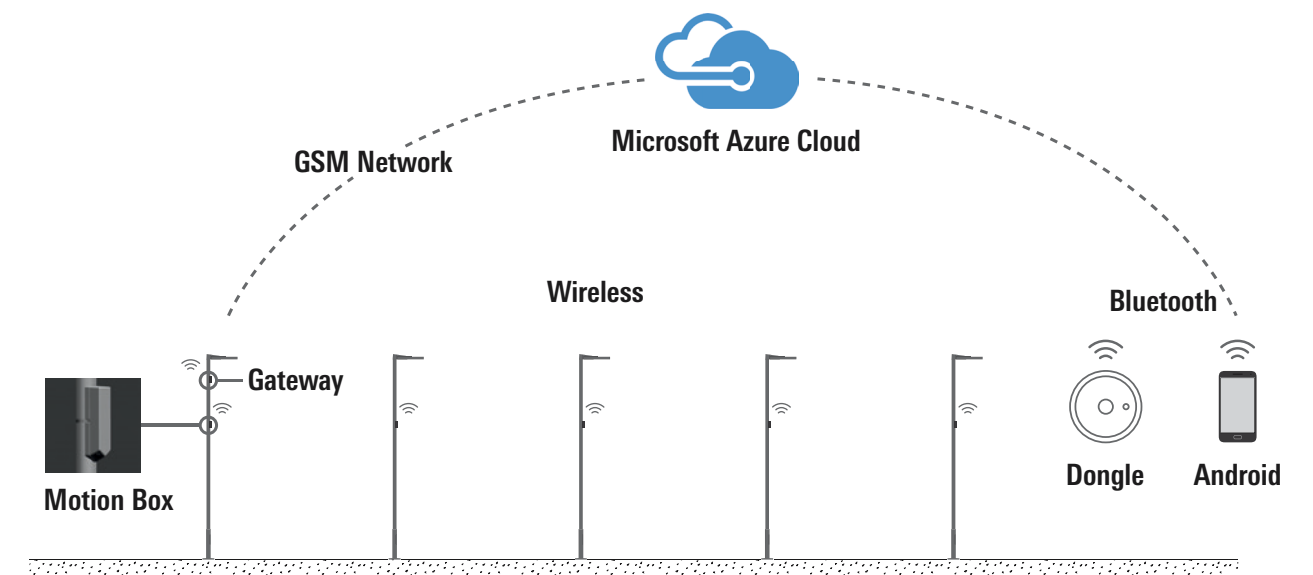 Microsoft Azure Cloud
GSM Network
Wireless
Bluetooth
Gateway
Motion Box
Dongle
Android